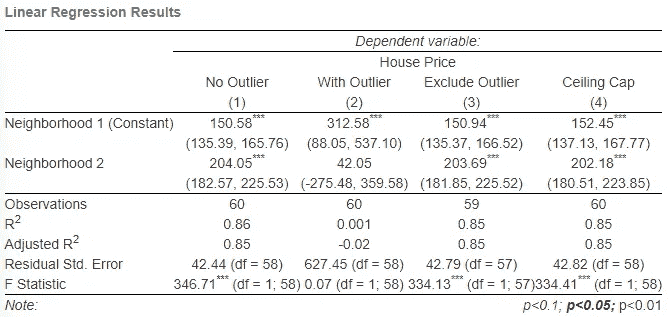 Linear Regression Results
Dependent variable:
House Price
No Outlier With Outlier Exclude Outlier Ceiling Cap
(1) (2) (3) (4)
Neighborhood 1 (Constant) 150.58*** 312.58*** 150.94*** 152.45***
(135.39, 165.76) (88.05, 537.10) (135.37, 166.52) (137.13, 167.77)
Neighborhood 2 204.05*** 42.05 203.69*** 202.18***
(182.57, 225.53) (-275.48, 359.58) (181.85, 225.52) (180.51, 223.85)
Observations 60 60 59 60
R2 0.86 0.001 0.85 0.85
Adjusted R2 0.85 -0.02 0.85 0.85
Residual Std. Error 42.44 (df = 58) 627.45 (df = 58) 42.79 (df = 57) 42.82 (df = 58)
F Statistic 346.71*** (df = 1; 58) 0.07 (df = 1; 58) 334.13*** (df = 1; 57) 334.41*** (df = 1; 58)
Note: p<0.1; p<0.05; p<0.01